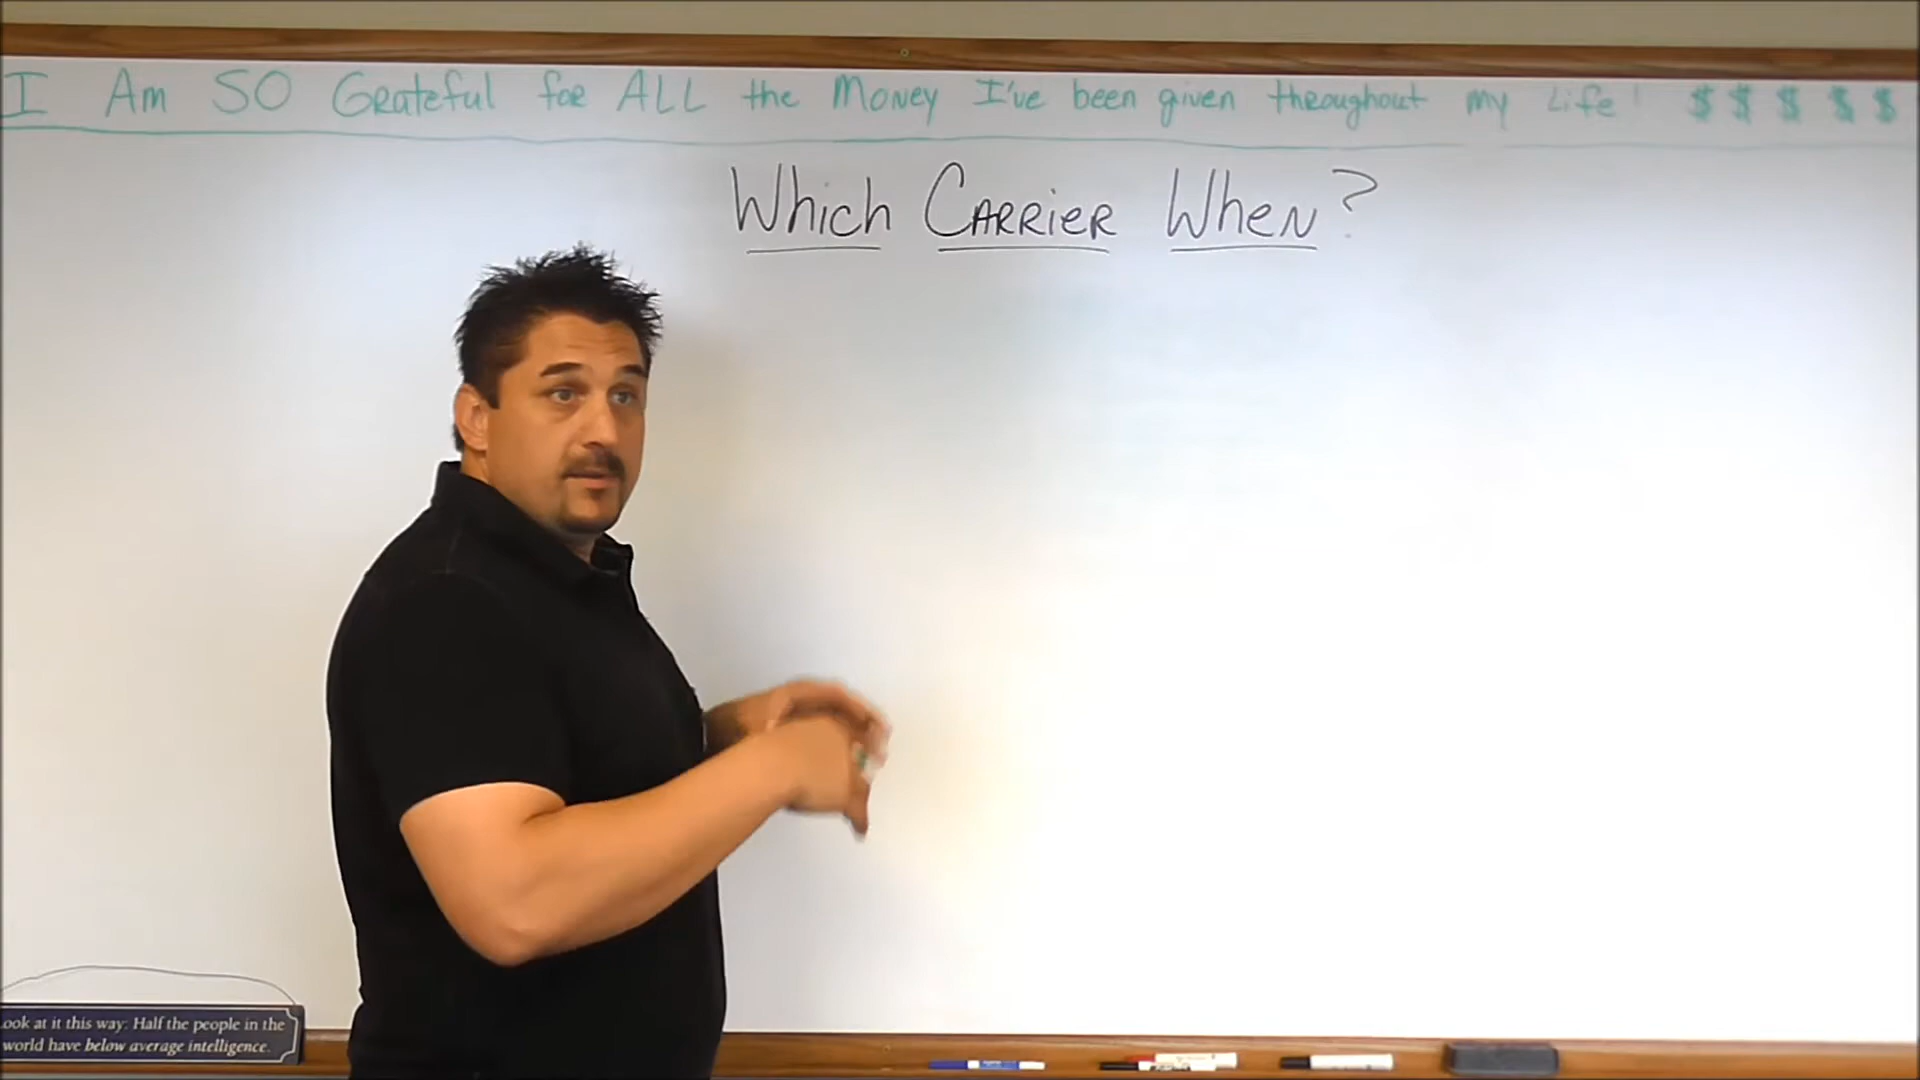 I Am SO Grateful for ALL the Money I've been given throughout my Life! $ $ $ $ $
Which Carrier When?
ook at it this way: Half the people in the
world have below average intelligence.